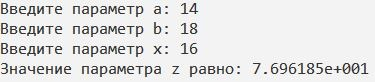 Введите параметр a: 14
Введите параметр b: 18
Введите параметр x: 16
Значение параметра z равно: 7.696185e+001